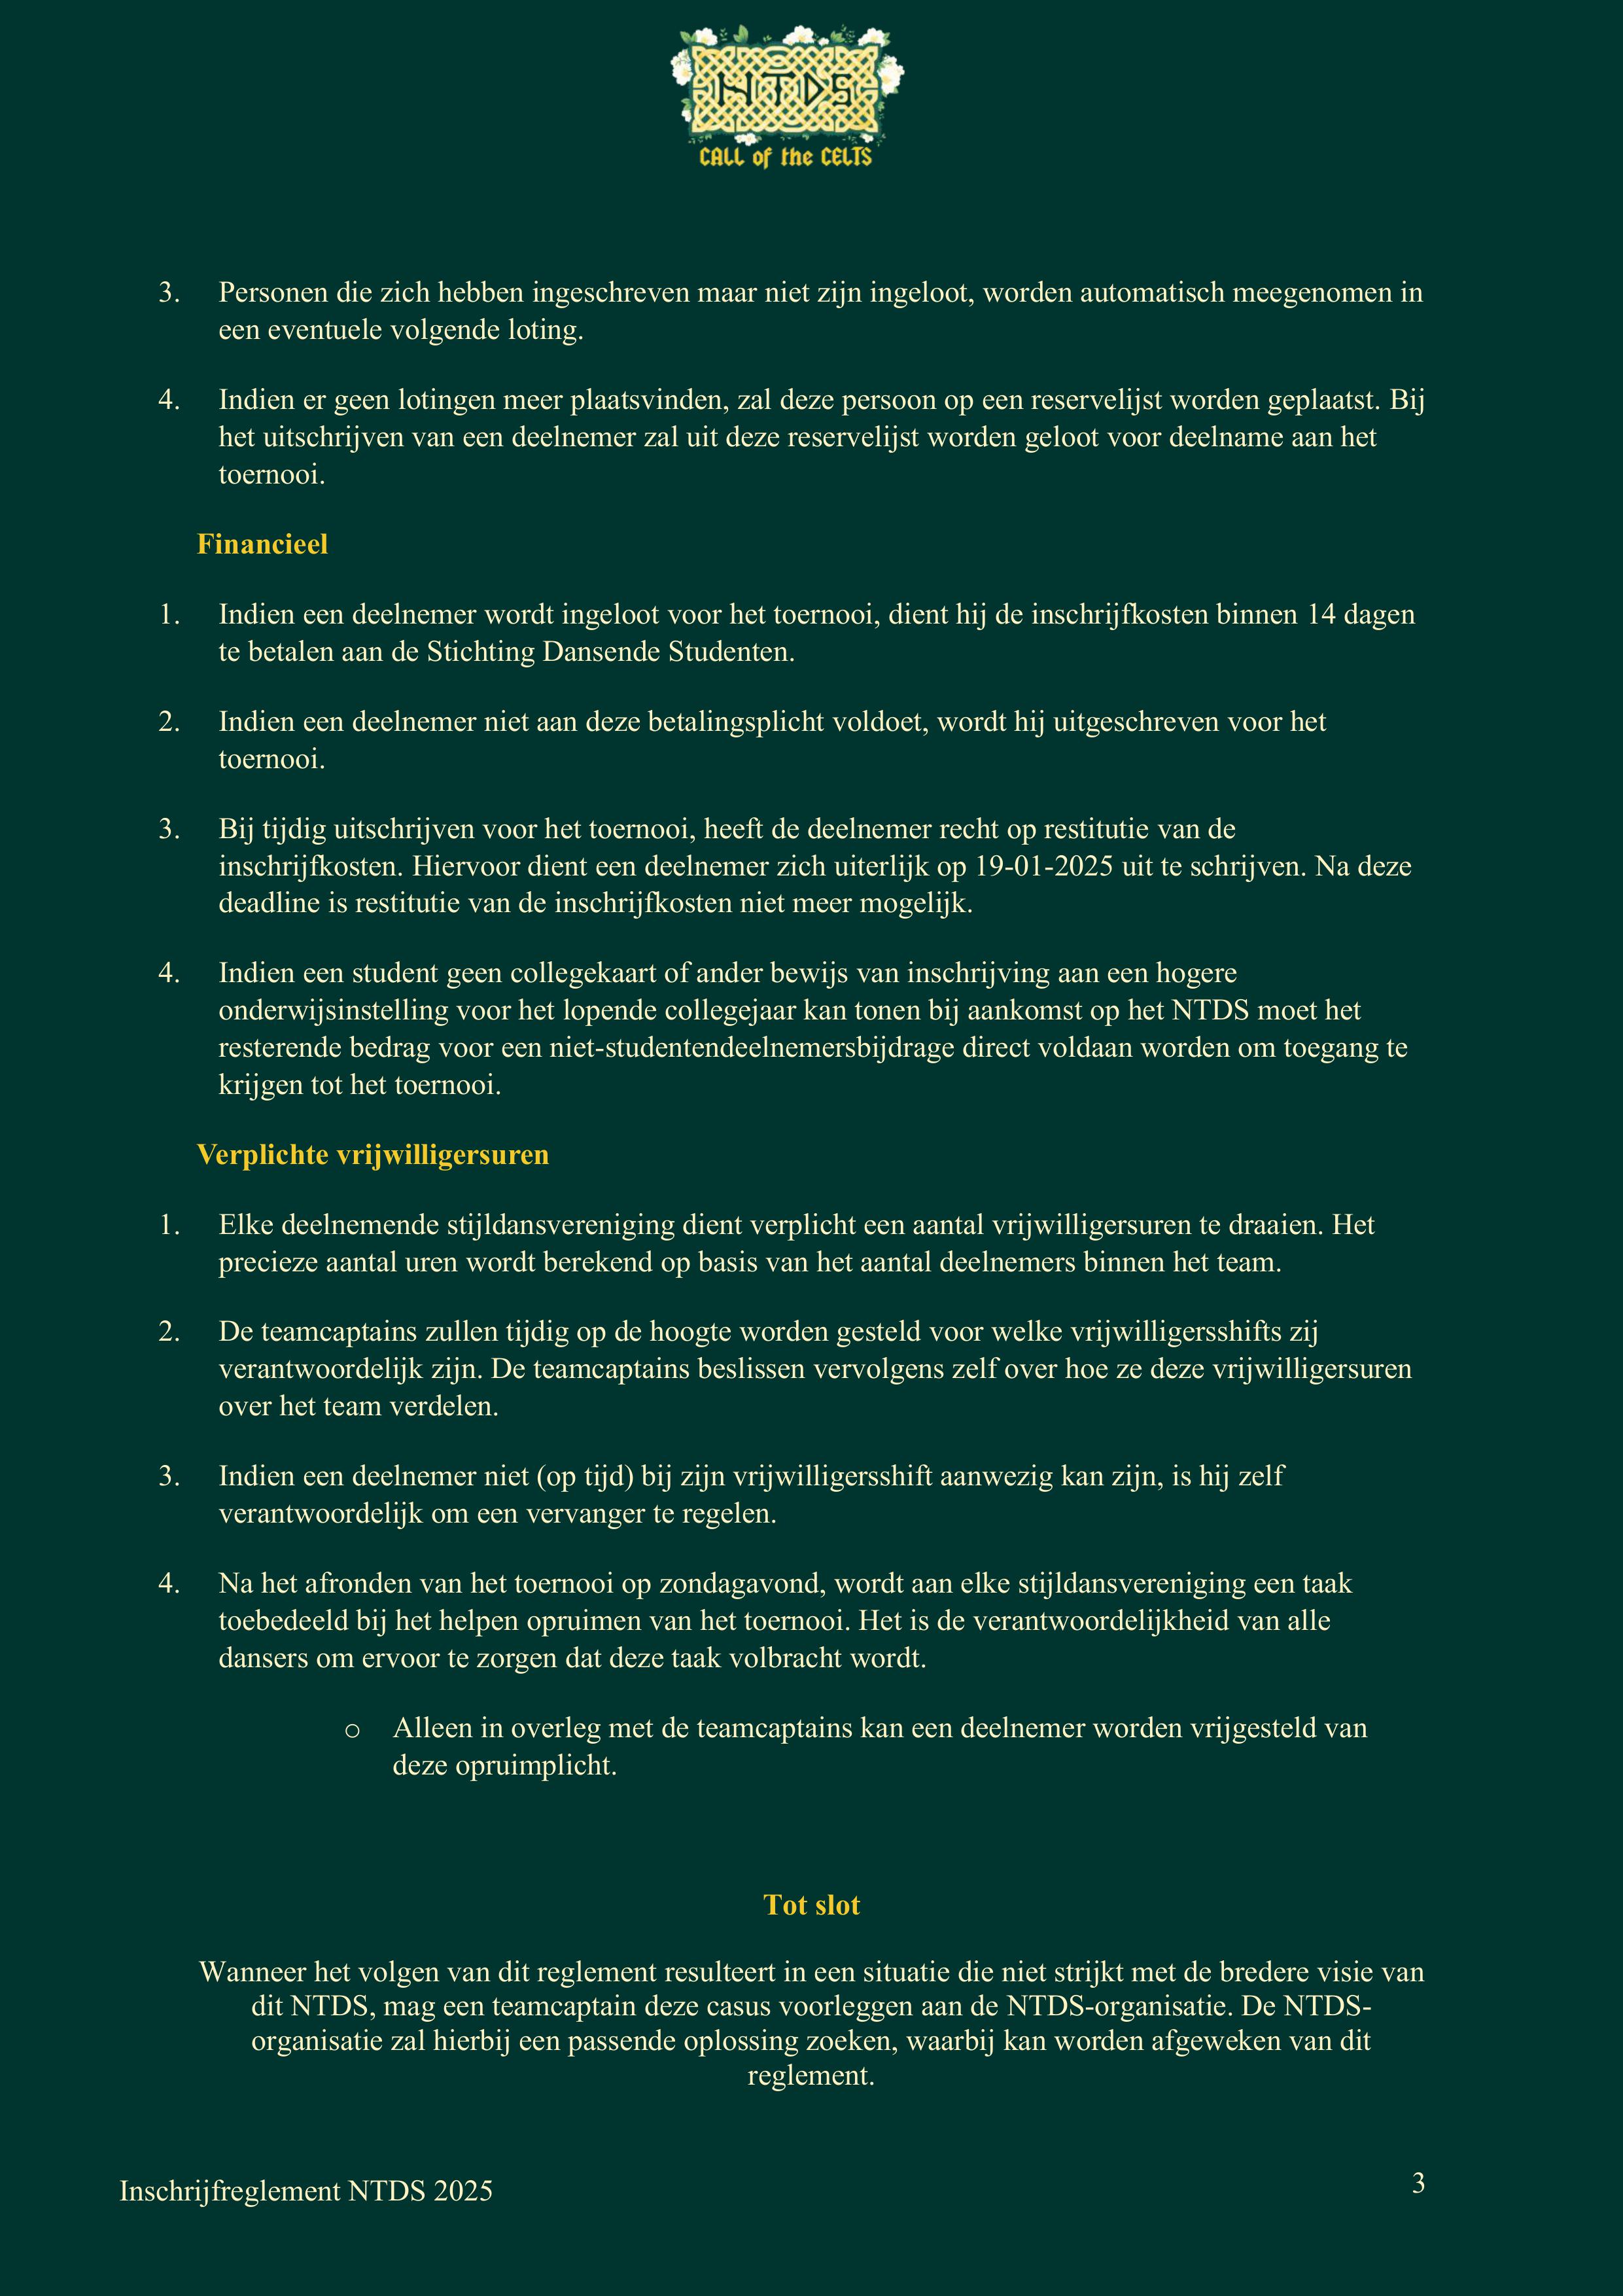 NTDS
CALL of the CELTS
3. Personen die zich hebben ingeschreven maar niet zijn ingeloot, worden automatisch meegenomen in
een eventuele volgende loting.
4. Indien er geen lotingen meer plaatsvinden, zal deze persoon op een reservelijst worden geplaatst. Bij
het uitschrijven van een deelnemer zal uit deze reservelijst worden geloot voor deelname aan het
toernooi.
Financieel
1. Indien een deelnemer wordt ingeloot voor het toernooi, dient hij de inschrijfkosten binnen 14 dagen
te betalen aan de Stichting Dansende Studenten.
2. Indien een deelnemer niet aan deze betalingsplicht voldoet, wordt hij uitgeschreven voor het
toernooi.
3. Bij tijdig uitschrijven voor het toernooi, heeft de deelnemer recht op restitutie van de
inschrijfkosten. Hiervoor dient een deelnemer zich uiterlijk op 19-01-2025 uit te schrijven. Na deze
deadline is restitutie van de inschrijfkosten niet meer mogelijk.
4. Indien een student geen collegekaart of ander bewijs van inschrijving aan een hogere
onderwijsinstelling voor het lopende collegejaar kan tonen bij aankomst op het NTDS moet het
resterende bedrag voor een niet-studentendeelnemersbijdrage direct voldaan worden om toegang te
krijgen tot het toernooi.
Verplichte vrijwilligersuren
1. Elke deelnemende stijldansvereniging dient verplicht een aantal vrijwilligersuren te draaien. Het
precieze aantal uren wordt berekend op basis van het aantal deelnemers binnen het team.
2. De teamcaptains zullen tijdig op de hoogte worden gesteld voor welke vrijwilligersshifts zij
verantwoordelijk zijn. De teamcaptains beslissen vervolgens zelf over hoe ze deze vrijwilligersuren
over het team verdelen.
3. Indien een deelnemer niet (op tijd) bij zijn vrijwilligersshift aanwezig kan zijn, is hij zelf
verantwoordelijk om een vervanger te regelen.
4. Na het afronden van het toernooi op zondagavond, wordt aan elke stijldansvereniging een taak
toebedeeld bij het helpen opruimen van het toernooi. Het is de verantwoordelijkheid van alle
dansers om ervoor te zorgen dat deze taak volbracht wordt.
o Alleen in overleg met de teamcaptains kan een deelnemer worden vrijgesteld van
deze opruimplicht.
Tot slot
Wanneer het volgen van dit reglement resulteert in een situatie die niet strijkt met de bredere visie van
dit NTDS, mag een teamcaptain deze casus voorleggen aan de NTDS-organisatie. De NTDS-
organisatie zal hierbij een passende oplossing zoeken, waarbij kan worden afgeweken van dit
reglement.
Inschrijfreglement NTDS 2025
3